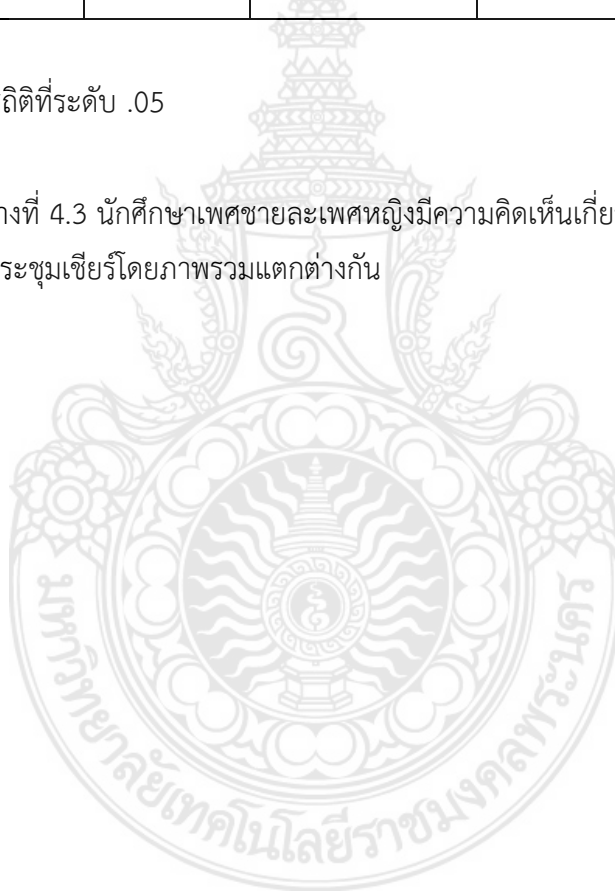 ถิติที่ระดับ .05
างที่ 4.3 นักศึกษาเพศชายละเพศหญิงมีความคิดเห็นเกี่ย
ระชุมเชียร์โดยภาพรวมแตกต่างกัน
มหาวิทยาลัยเทคโนโลยีราชมงคลพระนคร